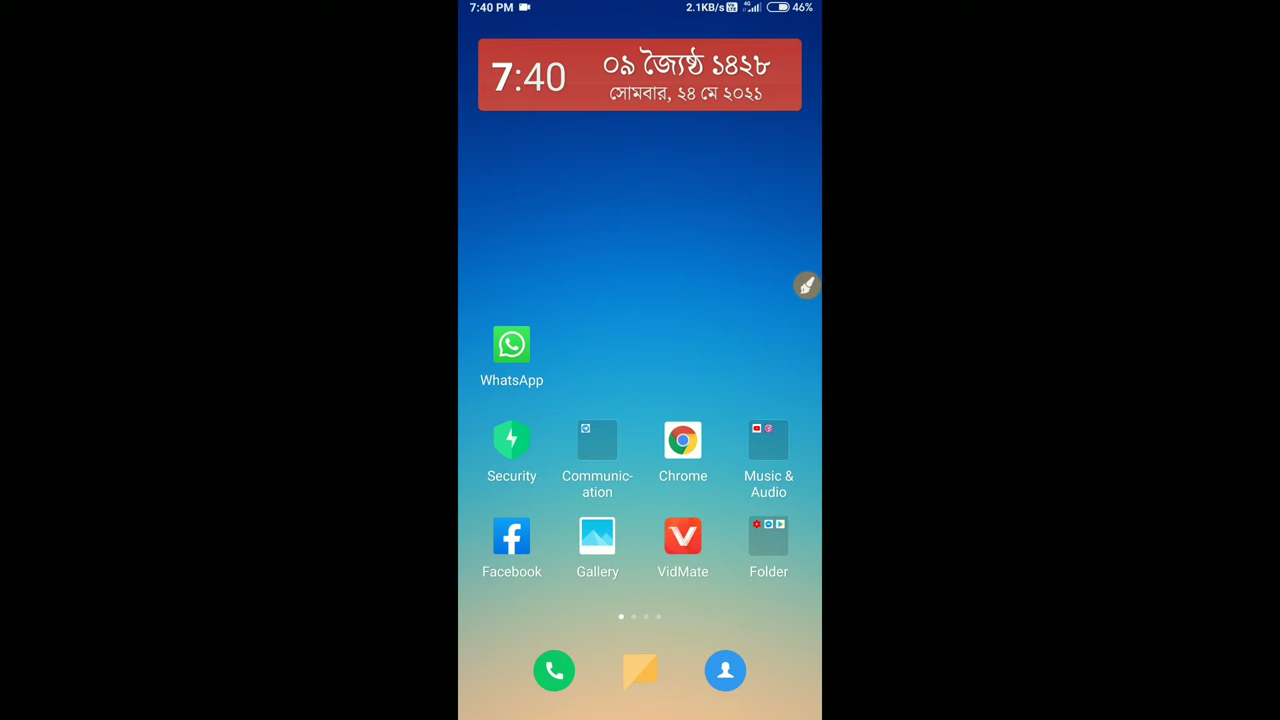 7:40 PM 2.1KB/s 4G 46%
7:40
০৯ জ্যৈষ্ঠ ১৪২৮
সোমবার, ২৪ মে ২০২১
WhatsApp
Security Communic-ation Chrome Music & Audio
Facebook Gallery VidMate Folder